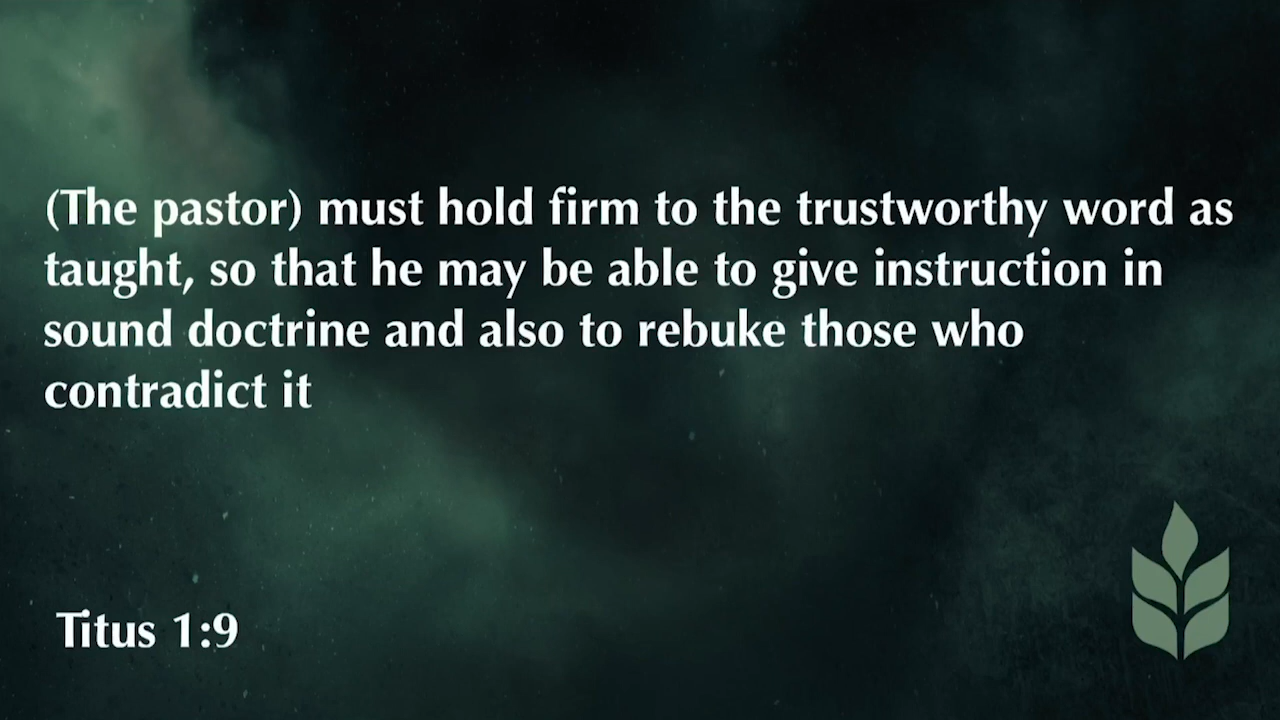 (The pastor) must hold firm to the trustworthy word as
taught, so that he may be able to give instruction in
sound doctrine and also to rebuke those who
contradict it
Titus 1:9